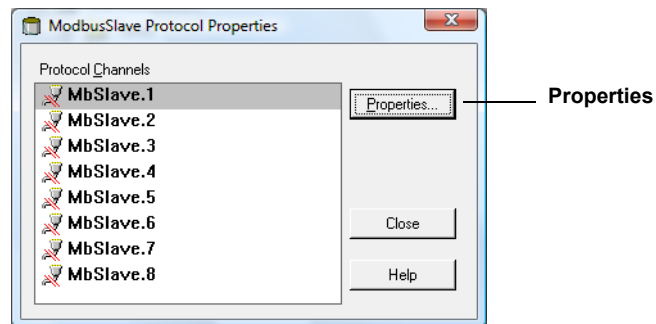 ModbusSlave Protocol Properties
Protocol Channels
MbSlave.1
MbSlave.2
MbSlave.3
MbSlave.4
MbSlave.5
MbSlave.6
MbSlave.7
MbSlave.8
Properties...
Close
Help
Properties